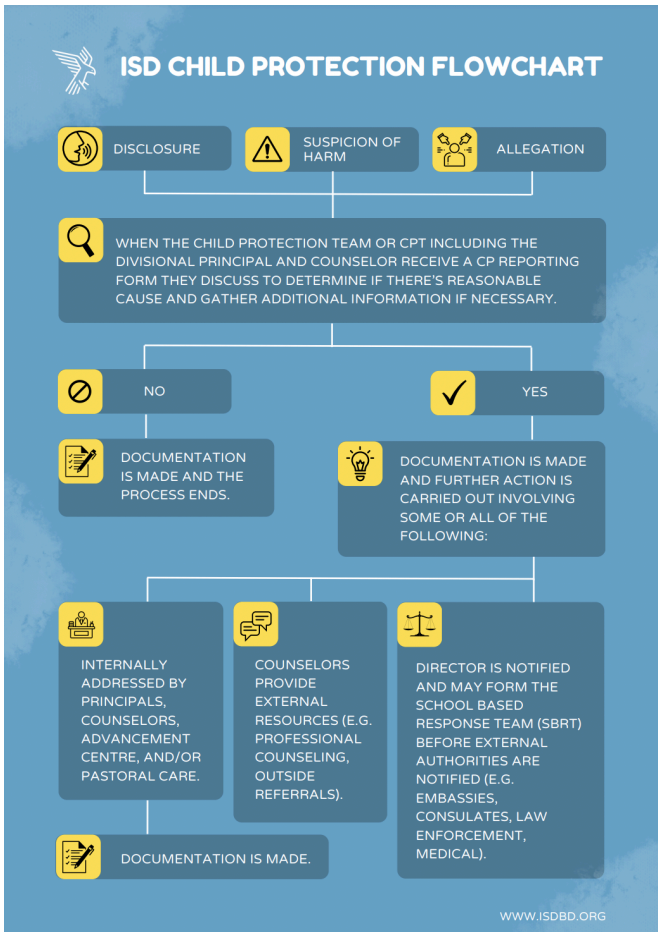 ISD CHILD PROTECTION FLOWCHART
DISCLOSURE
SUSPICION OF
HARM
ALLEGATION
WHEN THE CHILD PROTECTION TEAM OR CPT INCLUDING THE
DIVISIONAL PRINCIPAL AND COUNSELOR RECEIVE A CP REPORTING
FORM THEY DISCUSS TO DETERMINE IF THERE'S REASONABLE
CAUSE AND GATHER ADDITIONAL INFORMATION IF NECESSARY.
NO
YES
DOCUMENTATION
IS MADE AND THE
PROCESS ENDS.
DOCUMENTATION IS MADE
AND FURTHER ACTION IS
CARRIED OUT INVOLVING
SOME OR ALL OF THE
FOLLOWING:
INTERNALLY
ADDRESSED BY
PRINCIPALS,
COUNSELORS,
ADVANCEMENT
CENTRE, AND/OR
PASTORAL CARE.
COUNSELORS
PROVIDE
EXTERNAL
RESOURCES (E.G.
PROFESSIONAL
COUNSELING,
OUTSIDE
REFERRALS).
DIRECTOR IS NOTIFIED
AND MAY FORM THE
SCHOOL BASED
RESPONSE TEAM (SBRT)
BEFORE EXTERNAL
AUTHORITIES ARE
NOTIFIED (E.G.
EMBASSIES,
CONSULATES, LAW
ENFORCEMENT,
MEDICAL).
DOCUMENTATION IS MADE.
WWW.ISDBD.ORG